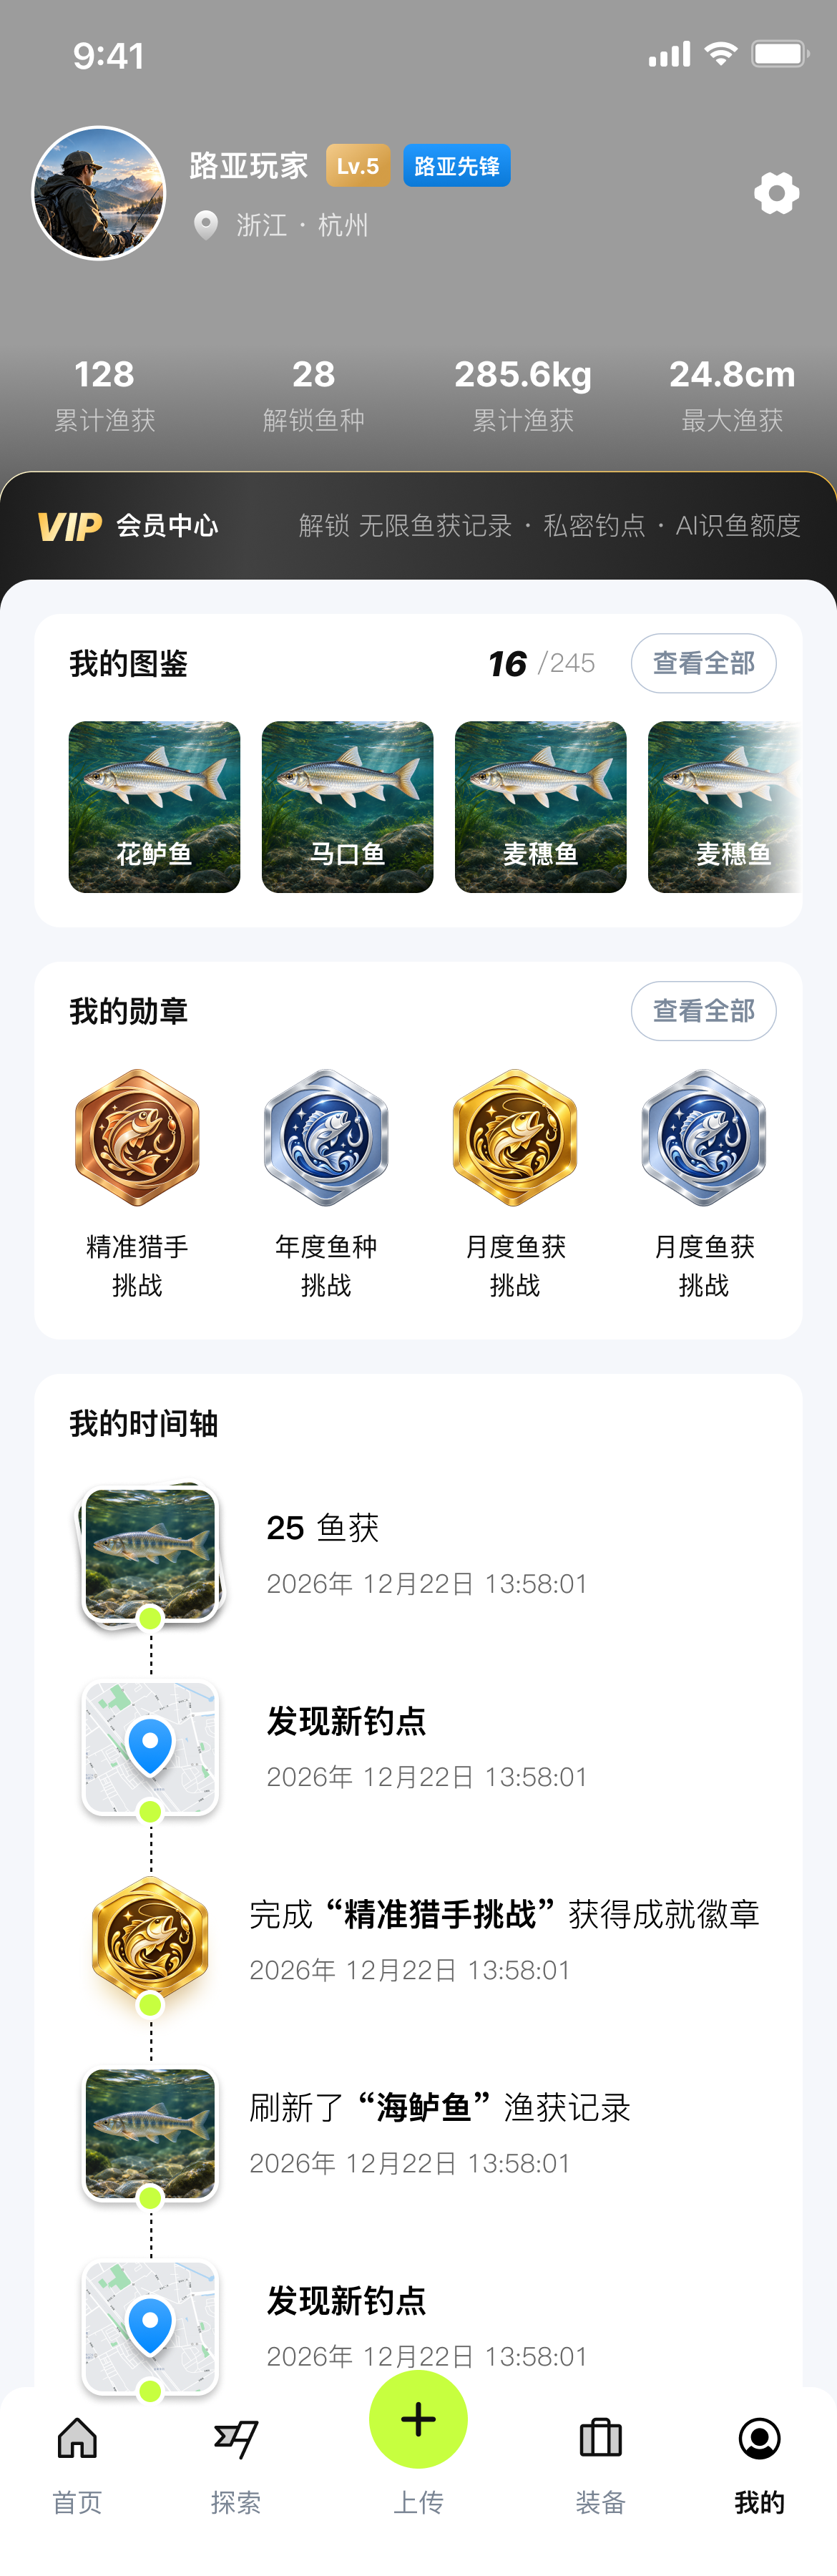 9:41
路亚玩家 Lv.5 路亚先锋
浙江 · 杭州
128 28 285.6kg 24.8cm
累计渔获 解锁鱼种 累计渔获 最大渔获
VIP 会员中心 解锁 无限鱼获记录 · 私密钓点 · AI识鱼额度
我的图鉴 16 /245 查看全部
花鲈鱼 马口鱼 麦穗鱼 麦穗鱼
我的勋章 查看全部
精准猎手 年度鱼种 月度鱼获 月度鱼获
挑战 挑战 挑战 挑战
我的时间轴
25 鱼获
2026年 12月22日 13:58:01
发现新钓点
2026年 12月22日 13:58:01
完成 “精准猎手挑战” 获得成就徽章
2026年 12月22日 13:58:01
刷新了 “海鲈鱼” 渔获记录
2026年 12月22日 13:58:01
发现新钓点
2026年 12月22日 13:58:01
首页 探索 上传 装备 我的